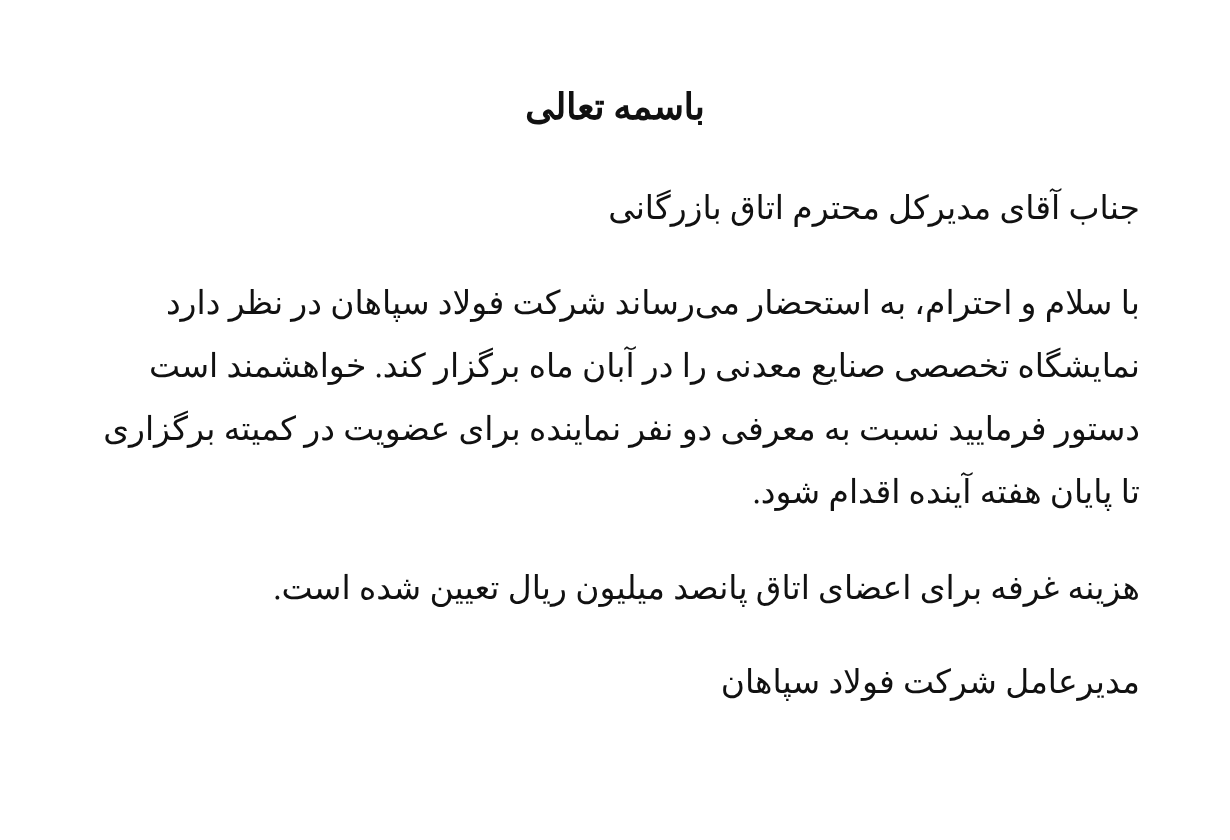 باسمه تعالی
جناب آقای مدیرکل محترم اتاق بازرگانی
با سلام و احترام، به استحضار می‌رساند شرکت فولاد سپاهان در نظر دارد
نمایشگاه تخصصی صنایع معدنی را در آبان ماه برگزار کند. خواهشمند است
دستور فرمایید نسبت به معرفی دو نفر نماینده برای عضویت در کمیته برگزاری
تا پایان هفته آینده اقدام شود.
هزینه غرفه برای اعضای اتاق پانصد میلیون ریال تعیین شده است.
مدیرعامل شرکت فولاد سپاهان